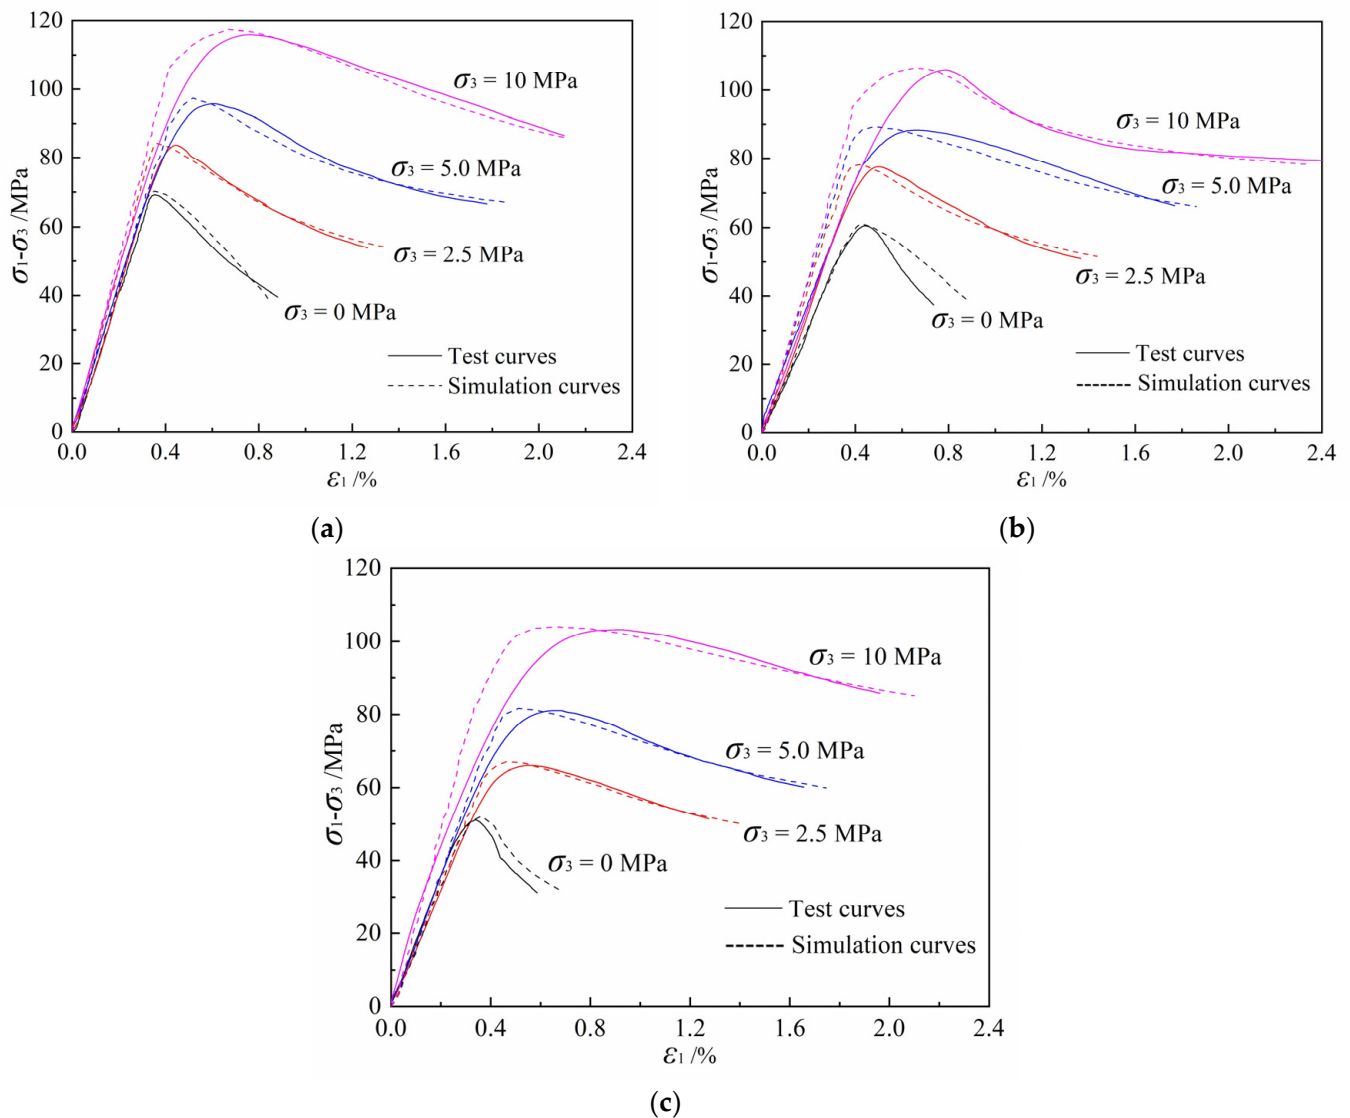 120
100
80
60
40
20
0
σ1-σ3 /MPa
σ3 = 10 MPa
σ3 = 5.0 MPa
σ3 = 2.5 MPa
σ3 = 0 MPa
Test curves
Simulation curves
0.0 0.4 0.8 1.2 1.6 2.0 2.4
ε1 /%
(a)
120
100
80
60
40
20
0
σ1-σ3 /MPa
σ3 = 10 MPa
σ3 = 5.0 MPa
σ3 = 2.5 MPa
σ3 = 0 MPa
Test curves
Simulation curves
0.0 0.4 0.8 1.2 1.6 2.0 2.4
ε1 /%
(b)
120
100
80
60
40
20
0
σ1-σ3 /MPa
σ3 = 10 MPa
σ3 = 5.0 MPa
σ3 = 2.5 MPa
σ3 = 0 MPa
Test curves
Simulation curves
0.0 0.4 0.8 1.2 1.6 2.0 2.4
ε1 /%
(c)